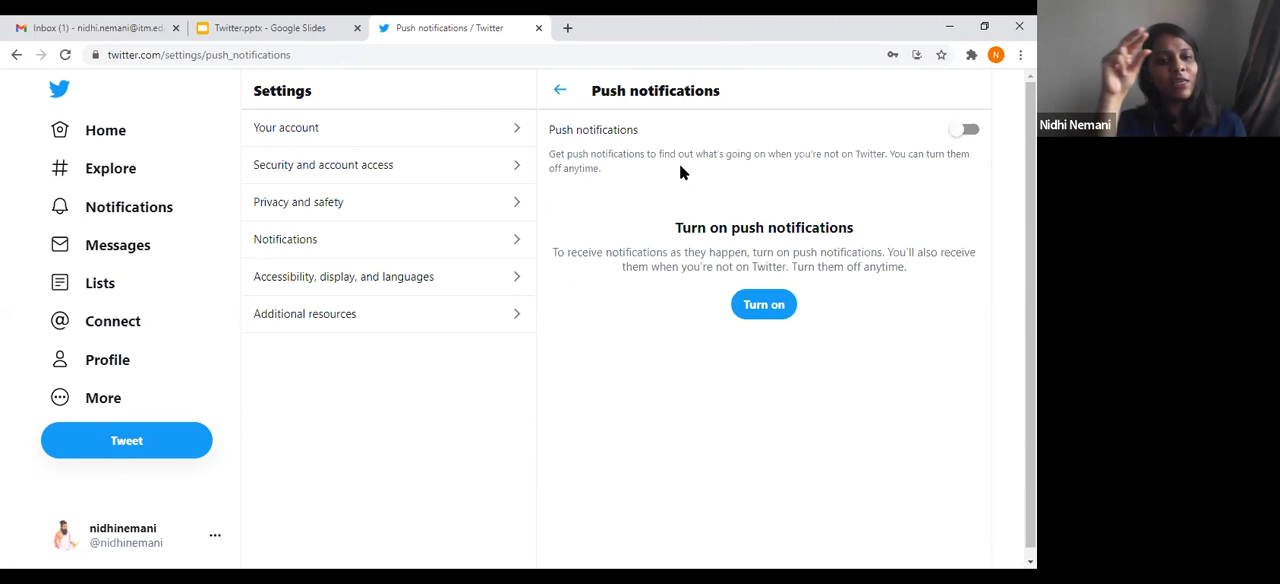 Inbox (1) - nidhi.nemani@itm.ed
Twitter.pptx - Google Slides
Push notifications / Twitter
twitter.com/settings/push_notifications
N
Home
Explore
Notifications
Messages
Lists
Connect
Profile
More
Tweet
nidhinemani
@nidhinemani
Settings
Your account
Security and account access
Privacy and safety
Notifications
Accessibility, display, and languages
Additional resources
Push notifications
Push notifications
Get push notifications to find out what's going on when you're not on Twitter. You can turn them
off anytime.
Turn on push notifications
To receive notifications as they happen, turn on push notifications. You'll also receive
them when you're not on Twitter. Turn them off anytime.
Turn on
Nidhi Nemani